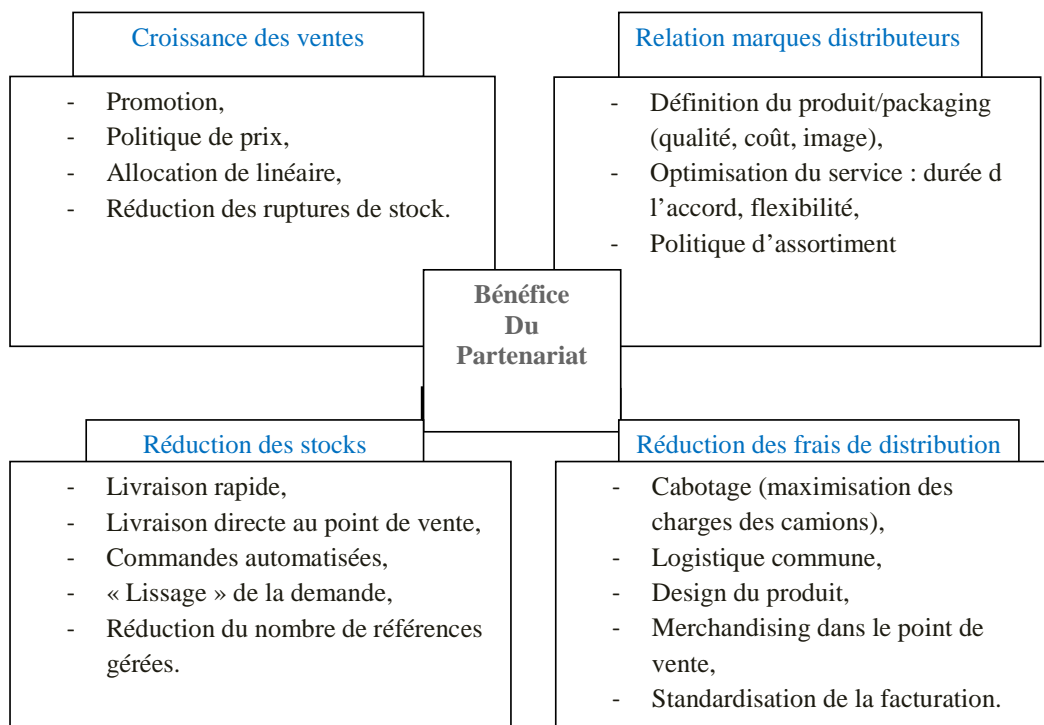 Croissance des ventes
- Promotion,
- Politique de prix,
- Allocation de linéaire,
- Réduction des ruptures de stock.
Relation marques distributeurs
- Définition du produit/packaging
(qualité, coût, image),
- Optimisation du service : durée d
l’accord, flexibilité,
- Politique d’assortiment
Bénéfice
Du
Partenariat
Réduction des stocks
- Livraison rapide,
- Livraison directe au point de vente,
- Commandes automatisées,
- « Lissage » de la demande,
- Réduction du nombre de références
gérées.
Réduction des frais de distribution
- Cabotage (maximisation des
charges des camions),
- Logistique commune,
- Design du produit,
- Merchandising dans le point de
vente,
- Standardisation de la facturation.